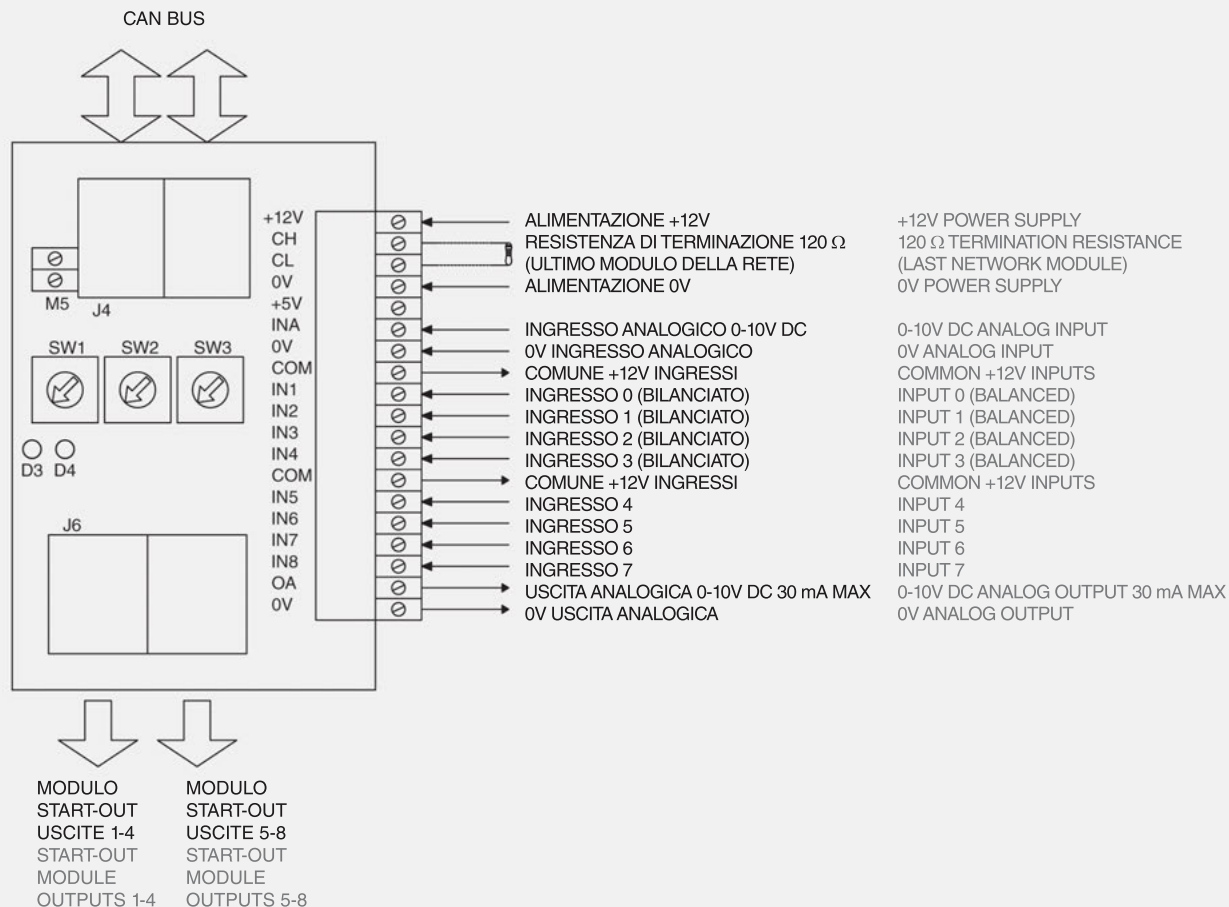 CAN BUS
+12V
CH
CL
0V
+5V
INA
0V
COM
IN1
IN2
IN3
IN4
COM
IN5
IN6
IN7
IN8
OA
0V
M5
J4
SW1 SW2 SW3
D3 D4
J6
ALIMENTAZIONE +12V
RESISTENZA DI TERMINAZIONE 120 Ω
(ULTIMO MODULO DELLA RETE)
ALIMENTAZIONE 0V
INGRESSO ANALOGICO 0-10V DC
0V INGRESSO ANALOGICO
COMUNE +12V INGRESSI
INGRESSO 0 (BILANCIATO)
INGRESSO 1 (BILANCIATO)
INGRESSO 2 (BILANCIATO)
INGRESSO 3 (BILANCIATO)
COMUNE +12V INGRESSI
INGRESSO 4
INGRESSO 5
INGRESSO 6
INGRESSO 7
USCITA ANALOGICA 0-10V DC 30 mA MAX
0V USCITA ANALOGICA
+12V POWER SUPPLY
120 Ω TERMINATION RESISTANCE
(LAST NETWORK MODULE)
0V POWER SUPPLY
0-10V DC ANALOG INPUT
0V ANALOG INPUT
COMMON +12V INPUTS
INPUT 0 (BALANCED)
INPUT 1 (BALANCED)
INPUT 2 (BALANCED)
INPUT 3 (BALANCED)
COMMON +12V INPUTS
INPUT 4
INPUT 5
INPUT 6
INPUT 7
0-10V DC ANALOG OUTPUT 30 mA MAX
0V ANALOG OUTPUT
MODULO
START-OUT
USCITE 1-4
START-OUT
MODULE
OUTPUTS 1-4
MODULO
START-OUT
USCITE 5-8
START-OUT
MODULE
OUTPUTS 5-8